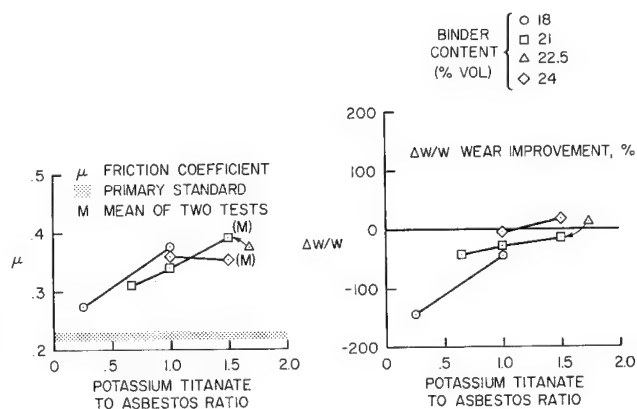 BINDER
CONTENT
(% VOL)
18
21
22.5
24
μ FRICTION COEFFICIENT
PRIMARY STANDARD
M MEAN OF TWO TESTS
(M)
(M)
.5
.4
.3
.2
μ
0
.5
1.0
1.5
2.0
POTASSIUM TITANATE
TO ASBESTOS RATIO
ΔW/W WEAR IMPROVEMENT, %
200
100
0
-100
-200
ΔW/W
0
.5
1.0
1.5
2.0
POTASSIUM TITANATE
TO ASBESTOS RATIO